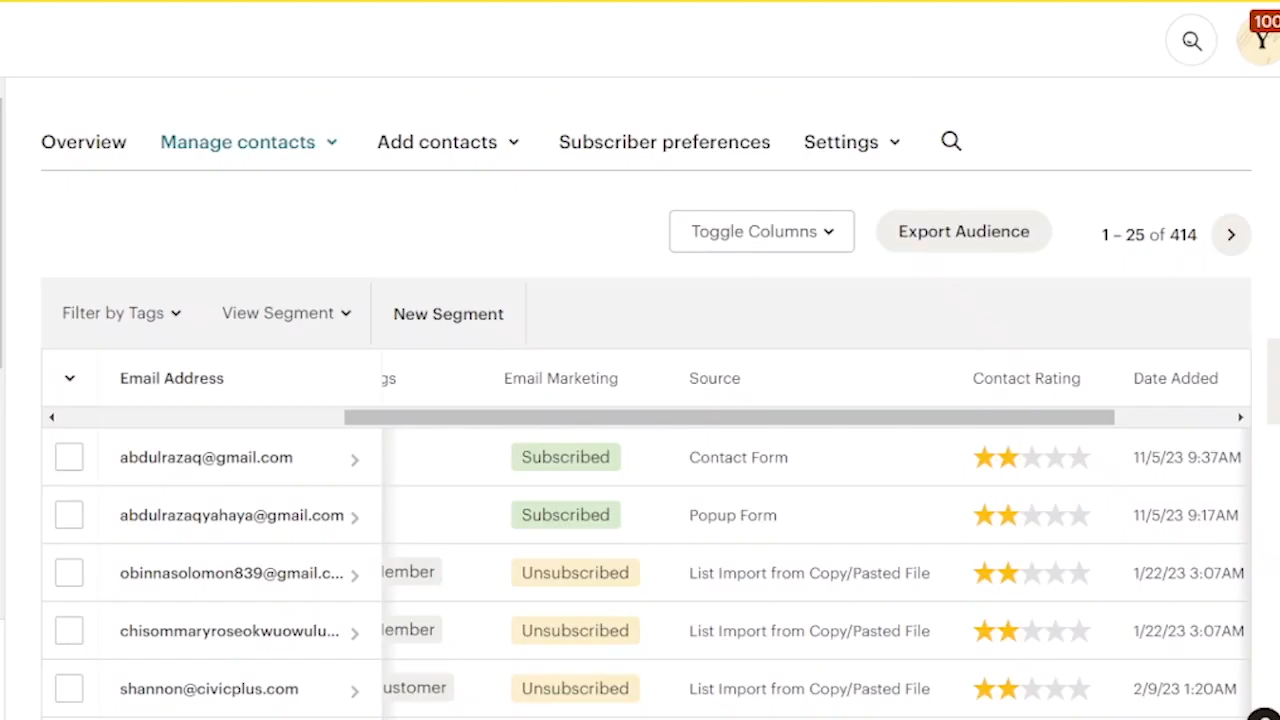 100
Y
Overview Manage contacts Add contacts Subscriber preferences Settings
Toggle Columns Export Audience 1 – 25 of 414
Filter by Tags View Segment New Segment
Email Address gs Email Marketing Source Contact Rating Date Added
abdulrazaq@gmail.com Subscribed Contact Form 11/5/23 9:37AM
abdulrazaqyahaya@gmail.com Subscribed Popup Form 11/5/23 9:17AM
obinnasolomon839@gmail.c... ember Unsubscribed List Import from Copy/Pasted File 1/22/23 3:07AM
chisommaryroseokwuowulu... ember Unsubscribed List Import from Copy/Pasted File 1/22/23 3:07AM
shannon@civicplus.com ustomer Unsubscribed List Import from Copy/Pasted File 2/9/23 1:20AM